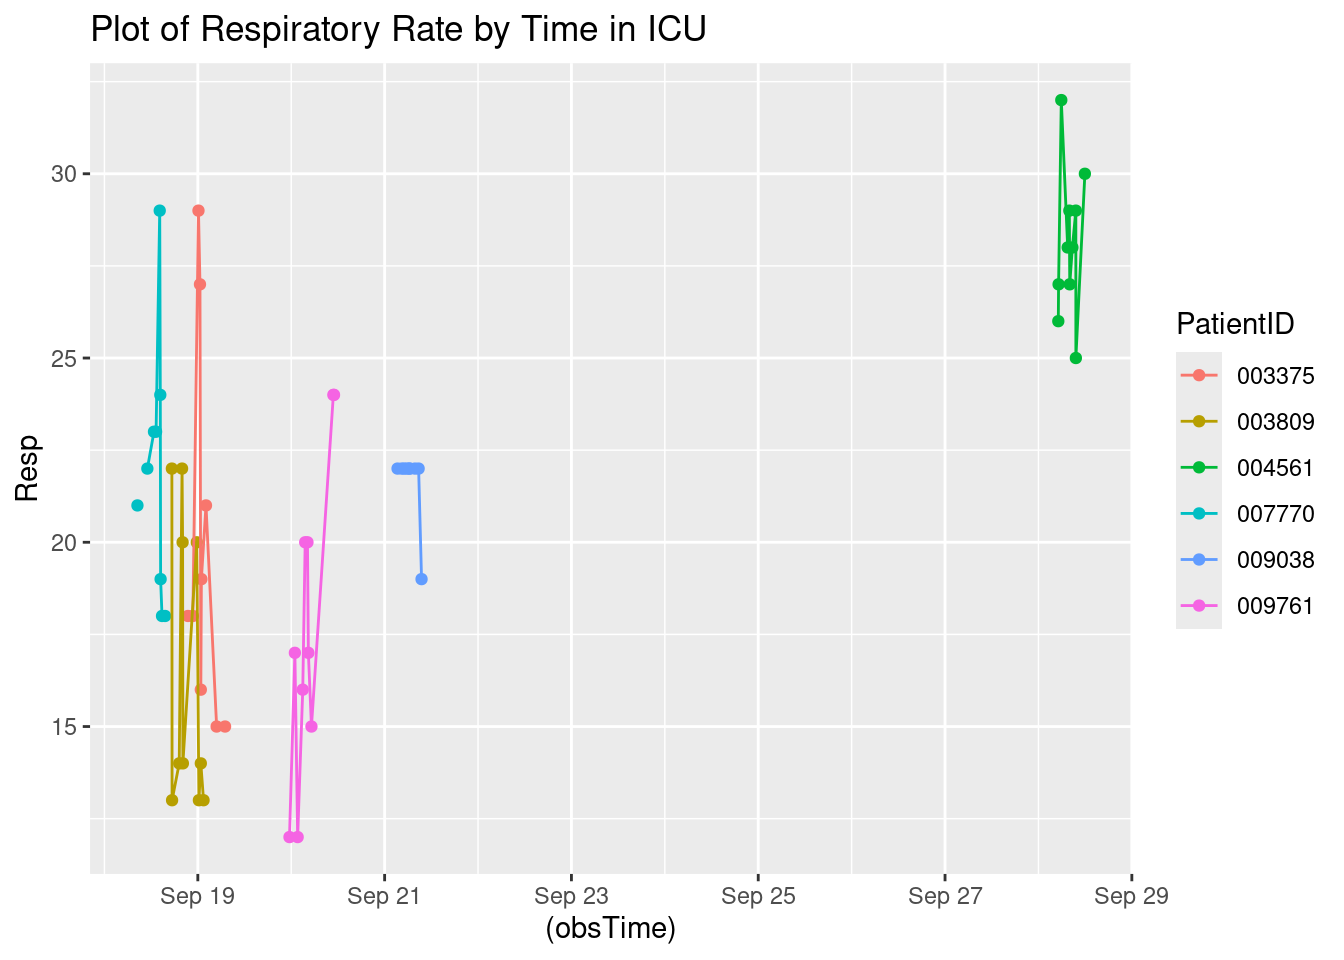 Plot of Respiratory Rate by Time in ICU
30
25
20
15
Resp
Sep 19 Sep 21 Sep 23 Sep 25 Sep 27 Sep 29
(obsTime)
PatientID
003375
003809
004561
007770
009038
009761